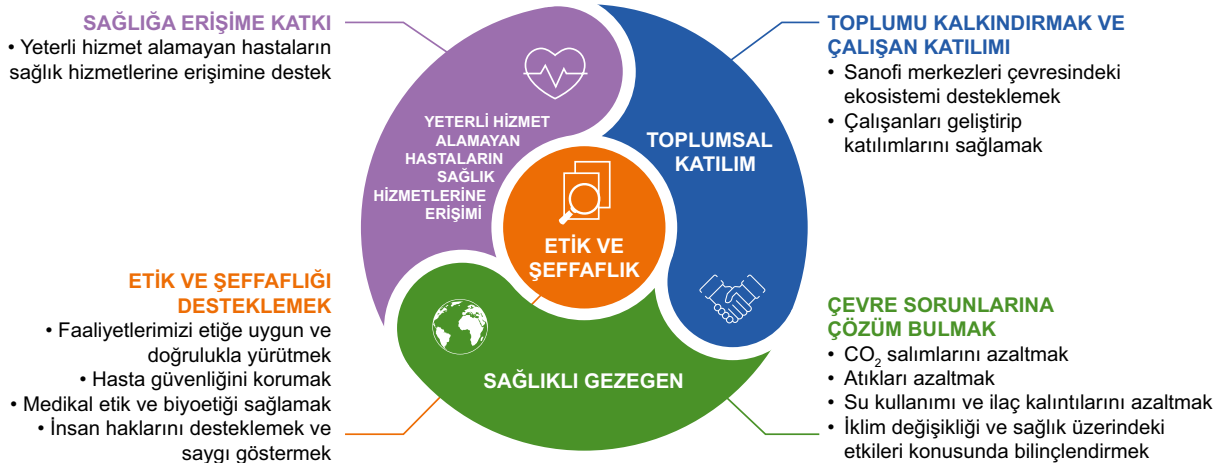 SAĞLIĞA ERİŞİME KATKI
• Yeterli hizmet alamayan hastaların
sağlık hizmetlerine erişimine destek
YETERLİ HİZMET
ALAMAYAN
HASTALARIN
SAĞLIK
HİZMETLERİNE
ERİŞİMİ
TOPLUMSAL
KATILIM
TOPLUMU KALKINDIRMAK VE
ÇALIŞAN KATILIMI
• Sanofi merkezleri çevresindeki
ekosistemi desteklemek
• Çalışanları geliştirip
katılımlarını sağlamak
ETİK VE
ŞEFFAFLIK
ETİK VE ŞEFFAFLIĞI
DESTEKLEMEK
• Faaliyetlerimizi etiğe uygun ve
doğrulukla yürütmek
• Hasta güvenliğini korumak
• Medikal etik ve biyoetiği sağlamak
• İnsan haklarını desteklemek ve
saygı göstermek
SAĞLIKLI GEZEGEN
ÇEVRE SORUNLARINA
ÇÖZÜM BULMAK
• CO₂ salımlarını azaltmak
• Atıkları azaltmak
• Su kullanımı ve ilaç kalıntılarını azaltmak
• İklim değişikliği ve sağlık üzerindeki
etkileri konusunda bilinçlendirmek